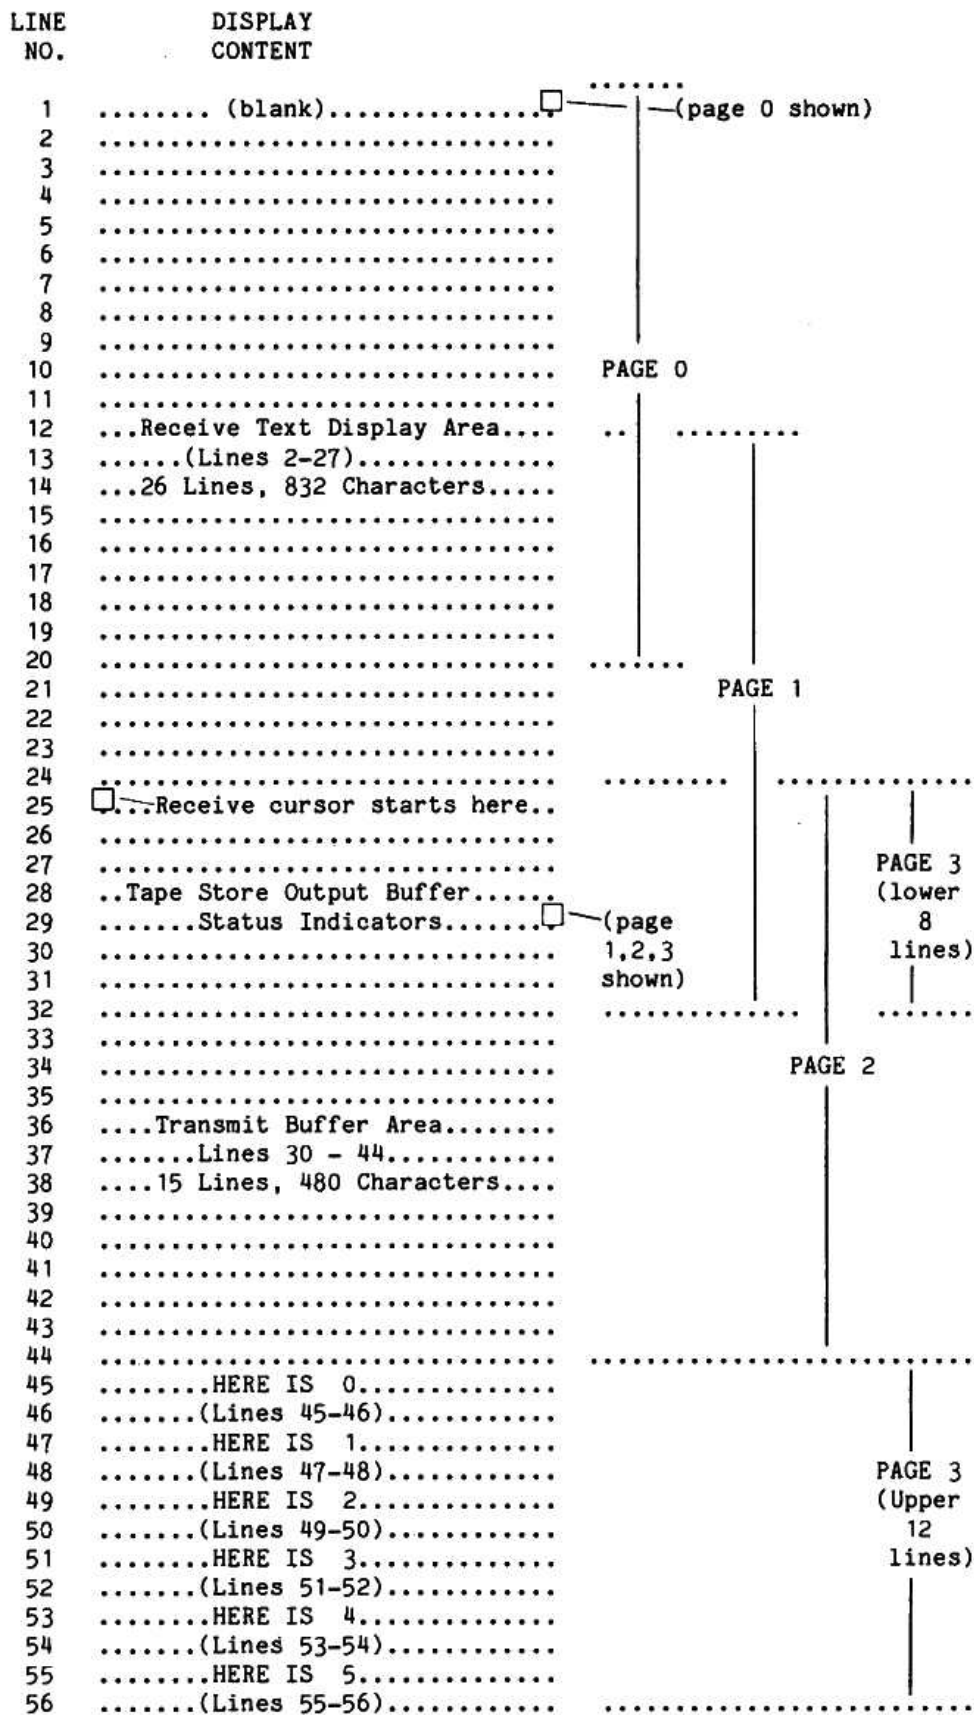 LINE DISPLAY
NO. CONTENT
.......
1 ........ (blank)................ (page 0 shown)
2 ................................
3 ................................
4 ................................
5 ................................
6 ................................
7 ................................
8 ................................
9 ................................
10 ................................ PAGE 0
11 ................................
12 ...Receive Text Display Area.... .. .........
13 ......(Lines 2-27)..............
14 ...26 Lines, 832 Characters.....
15 ................................
16 ................................
17 ................................
18 ................................
19 ................................
20 ................................ .......
21 ................................ PAGE 1
22 ................................
23 ................................
24 ................................ ......... ..............
25 ....Receive cursor starts here..
26 ................................
27 ................................ PAGE 3
28 ..Tape Store Output Buffer...... (lower
29 .......Status Indicators........ (page 8
30 ................................ 1,2,3 lines)
31 ................................ shown)
32 ................................ .............. .......
33 ................................
34 ................................ PAGE 2
35 ................................
36 ....Transmit Buffer Area........
37 .......Lines 30 - 44............
38 ....15 Lines, 480 Characters....
39 ................................
40 ................................
41 ................................
42 ................................
43 ................................
44 ................................ ...........................
45 ........HERE IS 0..............
46 .......(Lines 45-46)............
47 ........HERE IS 1..............
48 .......(Lines 47-48)............ PAGE 3
49 ........HERE IS 2.............. (Upper
50 .......(Lines 49-50)............ 12
51 ........HERE IS 3.............. lines)
52 .......(Lines 51-52)............
53 ........HERE IS 4..............
54 .......(Lines 53-54)............
55 ........HERE IS 5..............
56 .......(Lines 55-56)............ ..........................